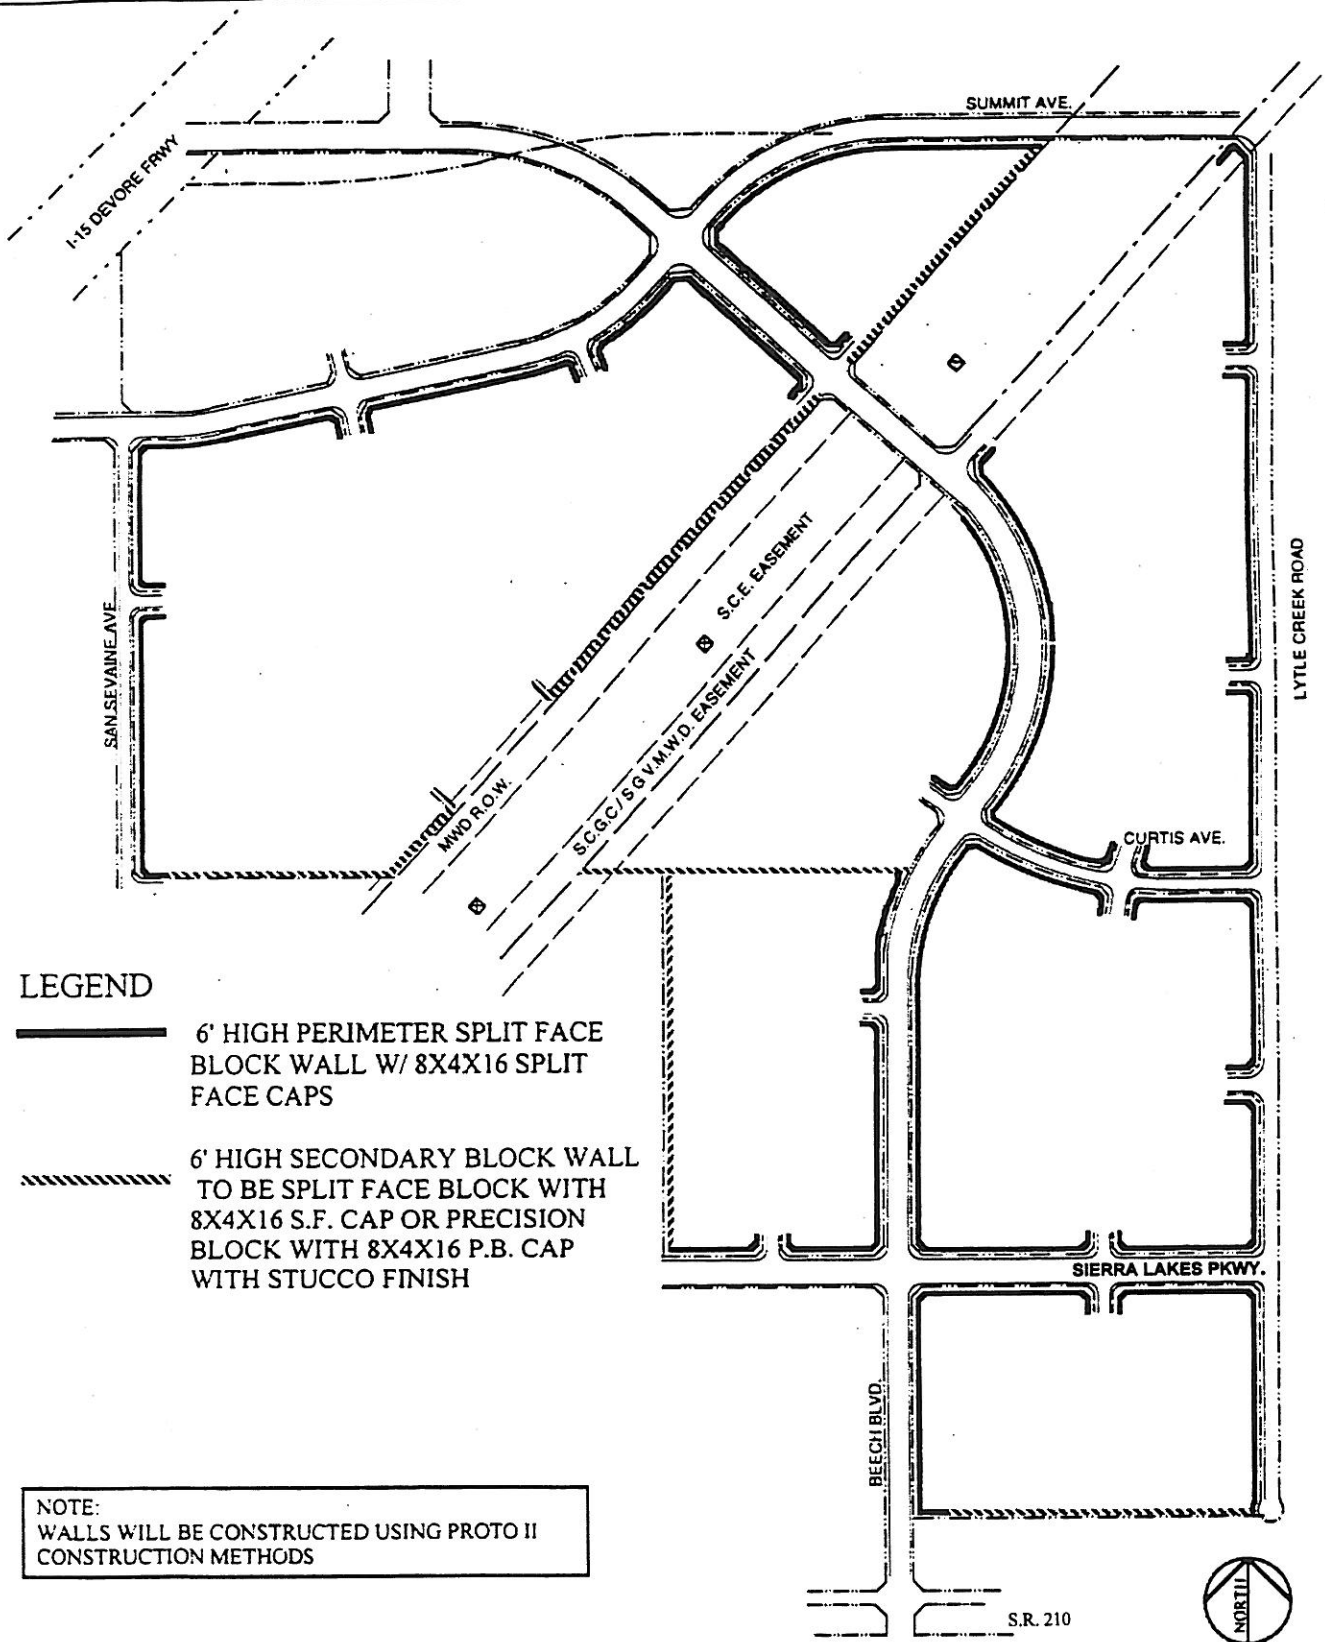 SUMMIT AVE.
I-15 DEVORE FRWY
S.C.E. EASEMENT
LYTLE CREEK ROAD
SAN SEVAINE AVE
S.C.G.C./ S G V.M.W.D. EASEMENT
MWD R.O.W.
CURTIS AVE.
LEGEND
6' HIGH PERIMETER SPLIT FACE
BLOCK WALL W/ 8X4X16 SPLIT
FACE CAPS
6' HIGH SECONDARY BLOCK WALL
TO BE SPLIT FACE BLOCK WITH
8X4X16 S.F. CAP OR PRECISION
BLOCK WITH 8X4X16 P.B. CAP
WITH STUCCO FINISH
SIERRA LAKES PKWY.
BEECH BLVD.
NOTE:
WALLS WILL BE CONSTRUCTED USING PROTO II
CONSTRUCTION METHODS
S.R. 210
NORTH